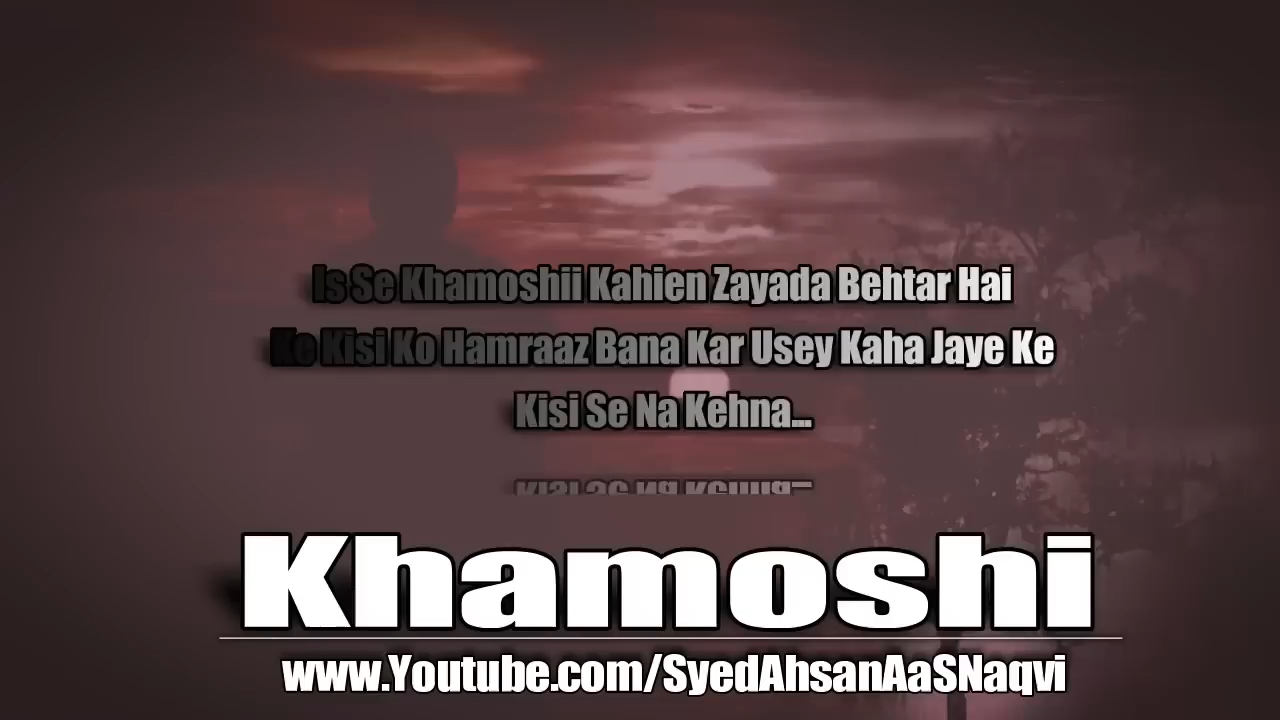 Is Se Khamoshii Kahien Zayada Behtar Hai
Ke Kisi Ko Hamraaz Bana Kar Usey Kaha Jaye Ke
Kisi Se Na Kehna...
Khamoshi
www.Youtube.com/SyedAhsanAaSNaqvi